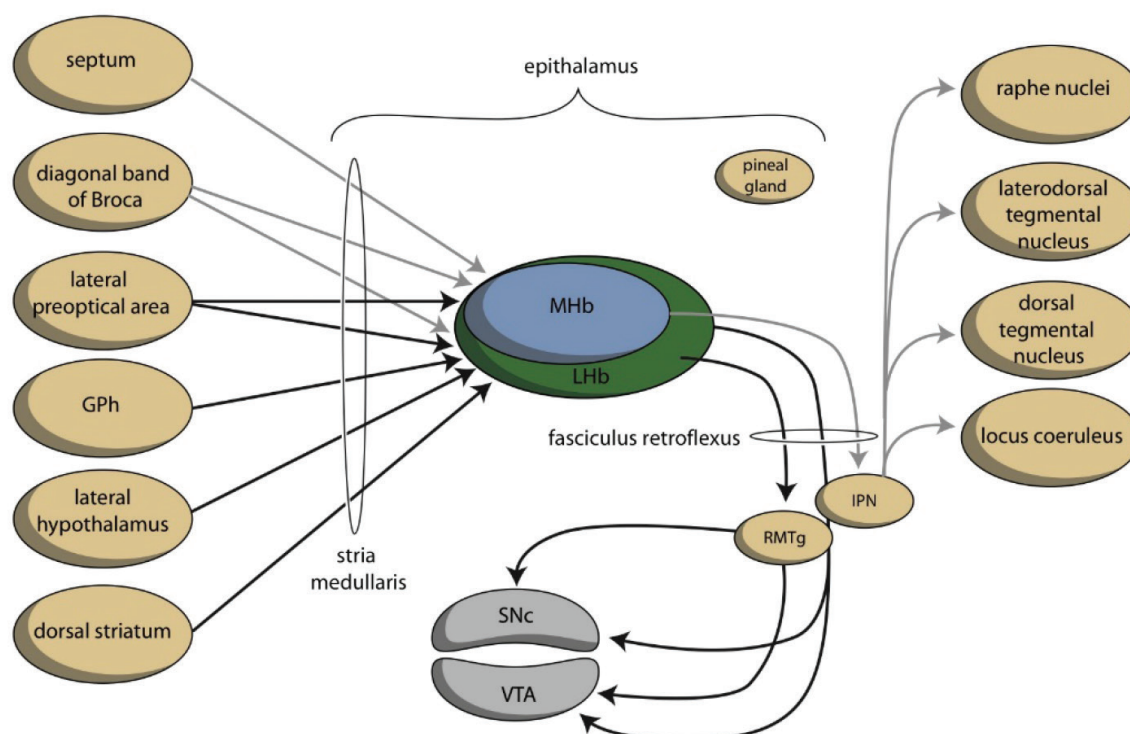 septum
diagonal band
of Broca
lateral
preoptical area
GPh
lateral
hypothalamus
dorsal striatum
epithalamus
pineal
gland
MHb
LHb
stria
medullaris
fasciculus retroflexus
RMTg
IPN
SNc
VTA
raphe nuclei
laterodorsal
tegmental
nucleus
dorsal
tegmental
nucleus
locus coeruleus